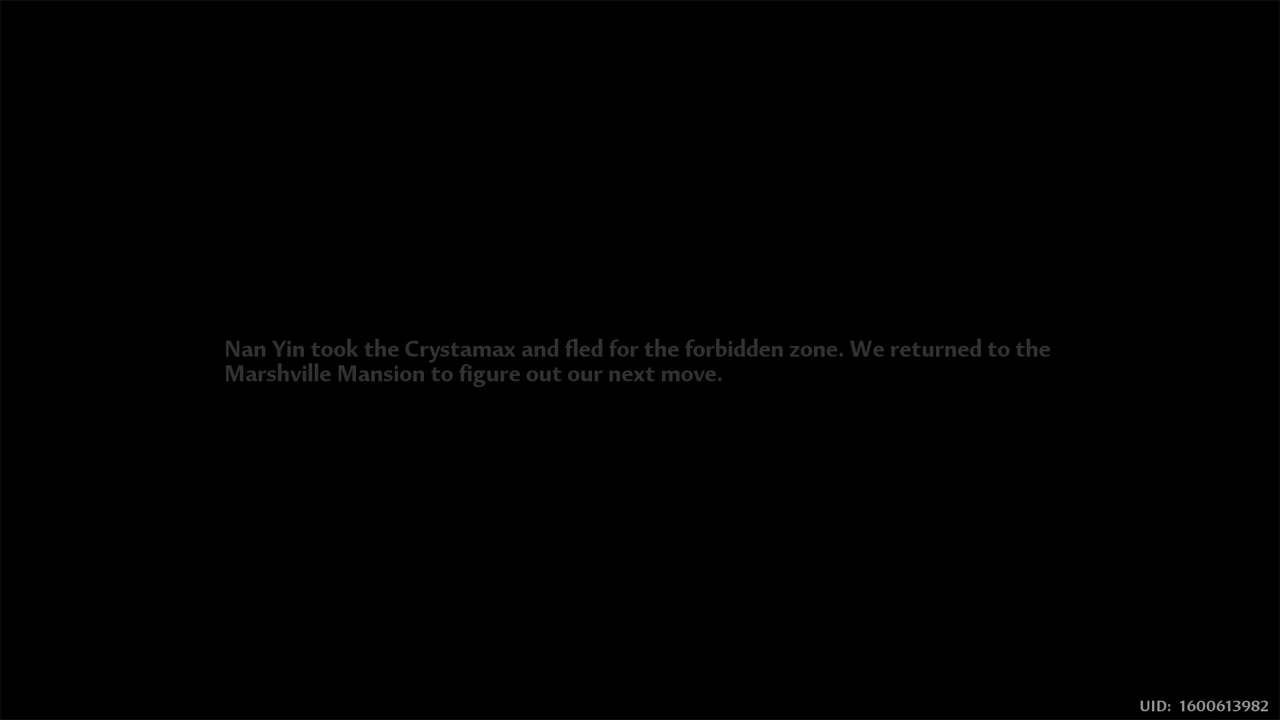 Nan Yin took the Crystamax and fled for the forbidden zone. We returned to the
Marshville Mansion to figure out our next move.
UID: 1600613982